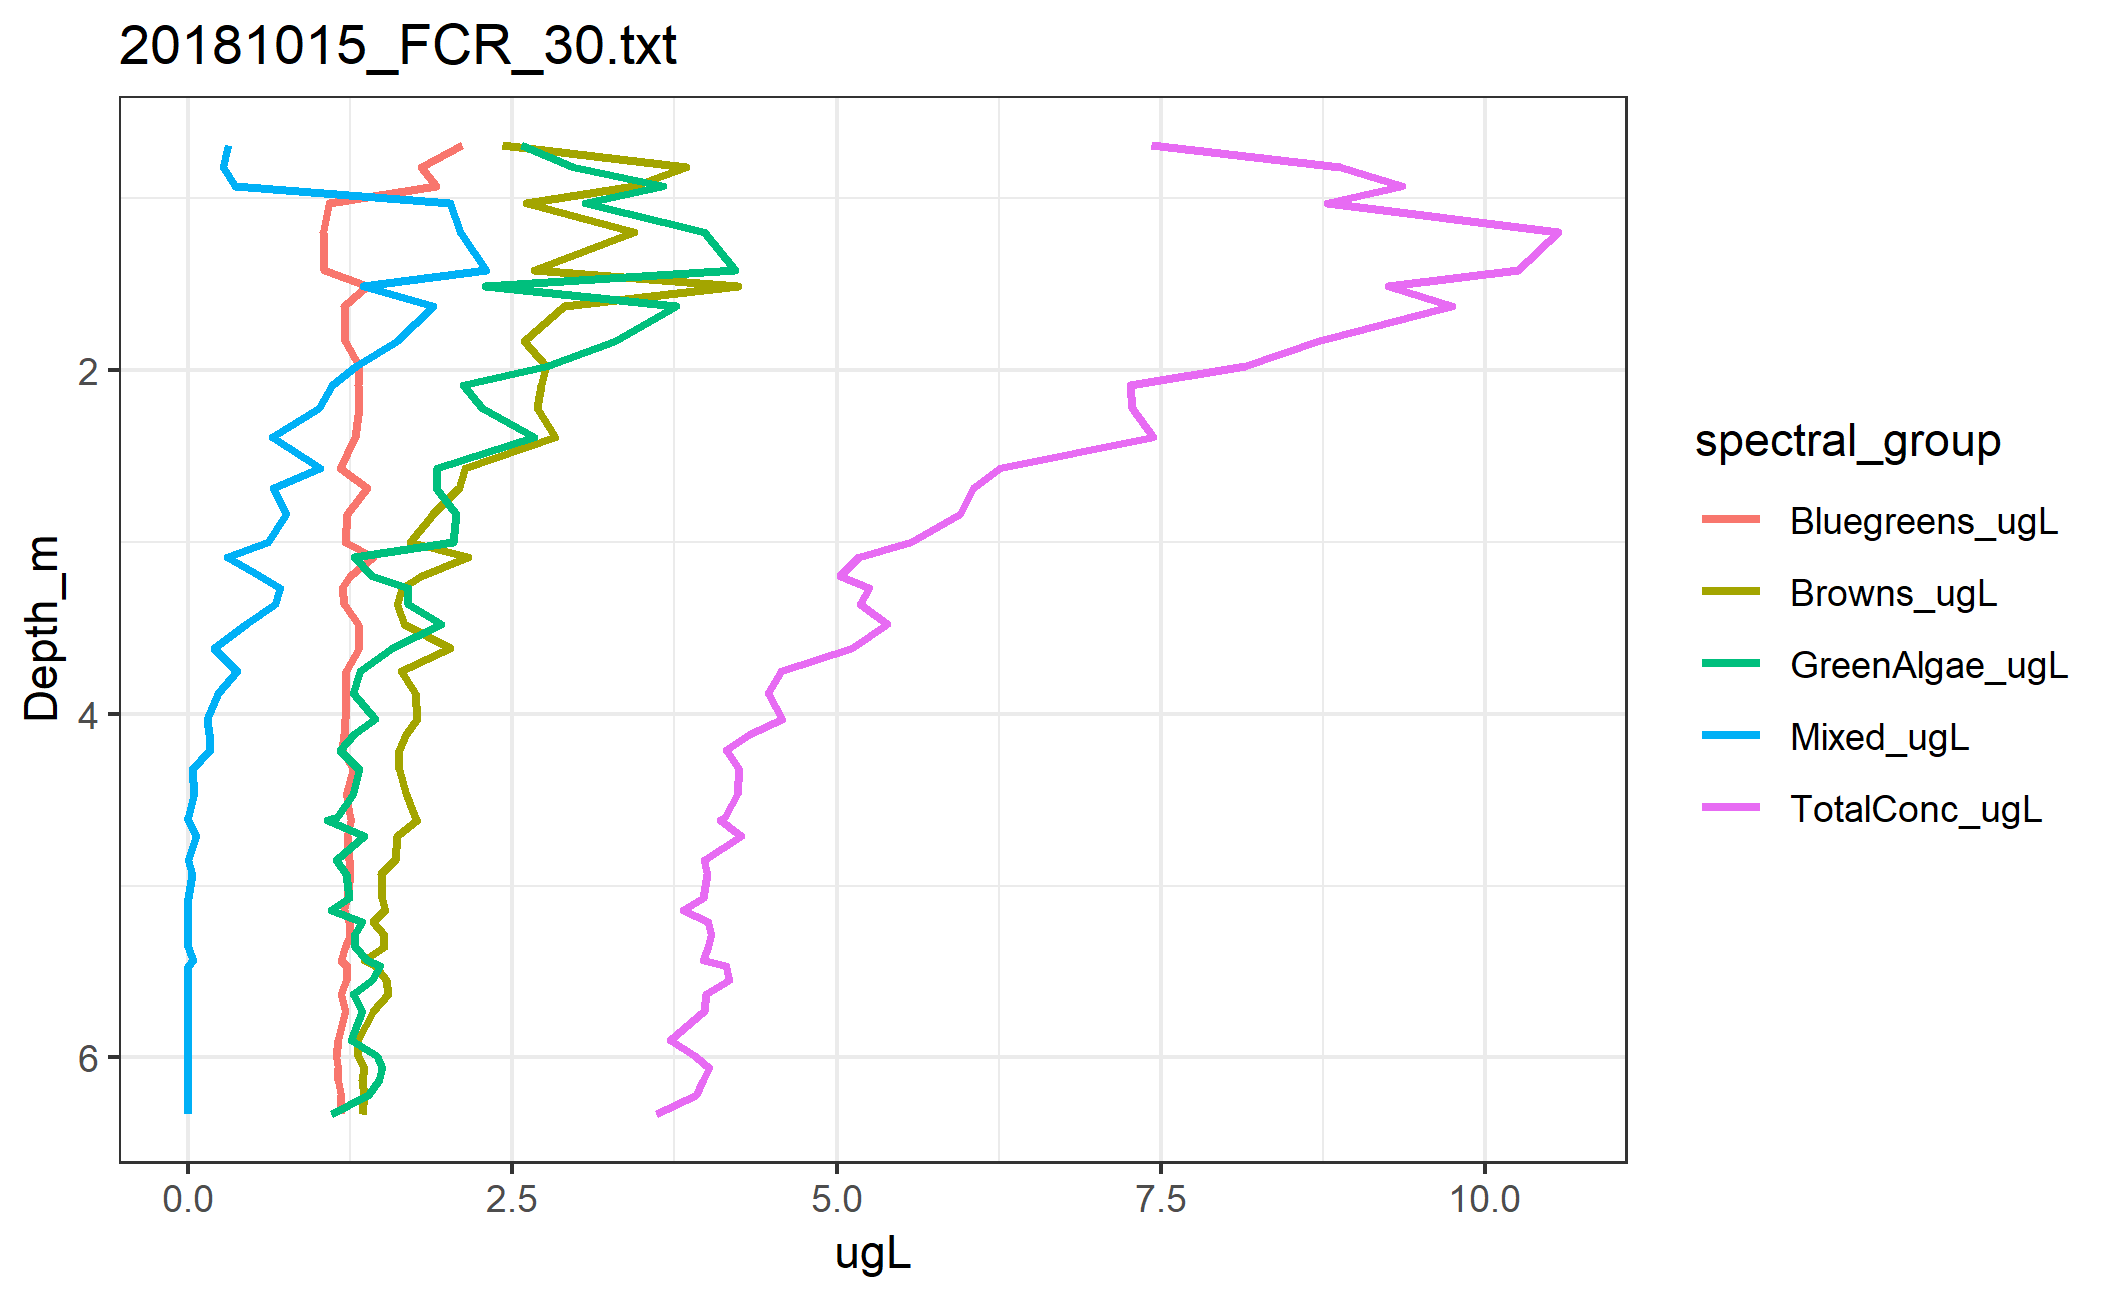 20181015_FCR_30.txt
Depth_m
2
4
6
0.0 2.5 5.0 7.5 10.0
ugL
spectral_group
Bluegreens_ugL
Browns_ugL
GreenAlgae_ugL
Mixed_ugL
TotalConc_ugL